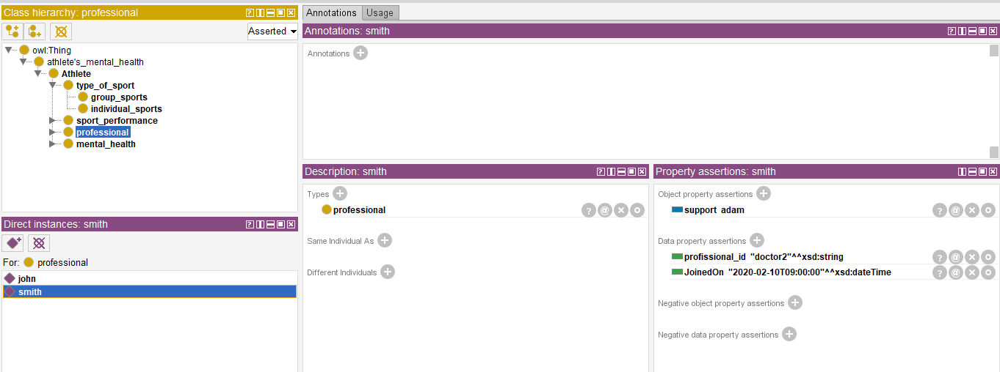 Class hierarchy: professional
Asserted
owl:Thing
athlete's_mental_health
Athlete
type_of_sport
group_sports
individual_sports
sport_performance
professional
mental_health
Direct instances: smith
For: professional
john
smith
Annotations Usage
Annotations: smith
Annotations
Description: smith
Types
professional
Same Individual As
Different Individuals
Property assertions: smith
Object property assertions
support adam
Data property assertions
profissional_id "doctor2"^^xsd:string
JoinedOn "2020-02-10T09:00:00"^^xsd:dateTime
Negative object property assertions
Negative data property assertions